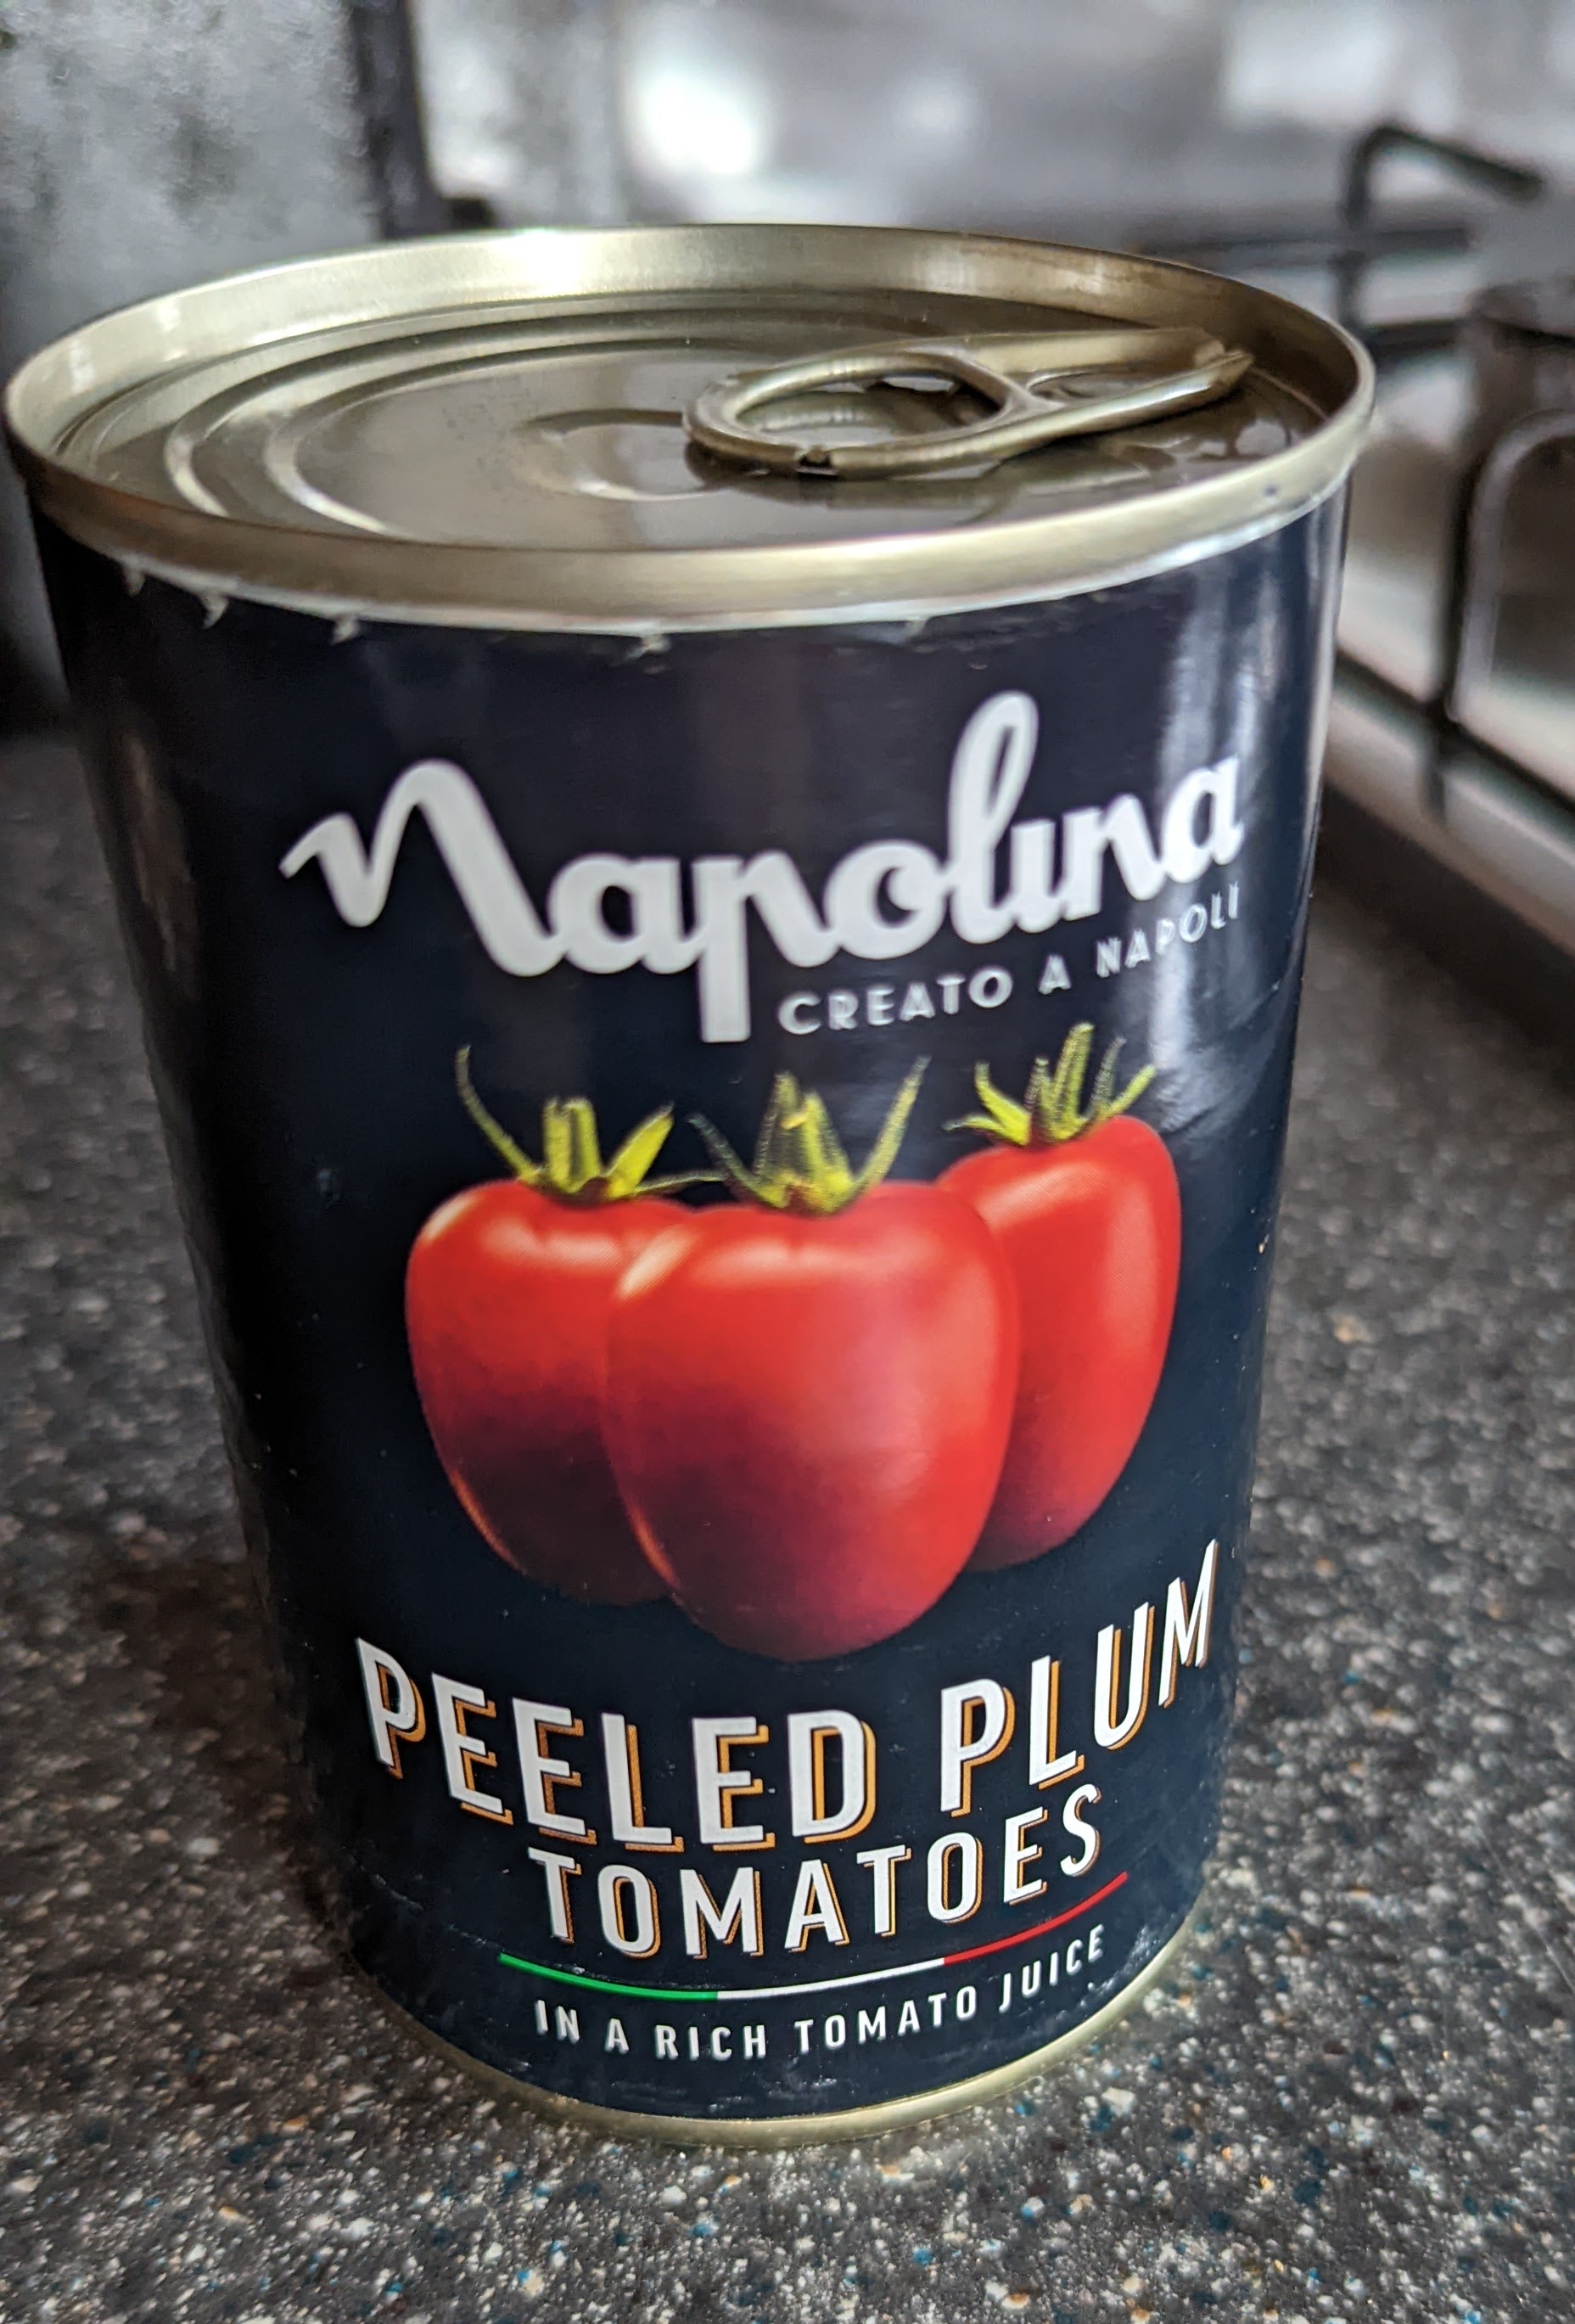 Napolina
CREATO A NAPOLI
PEELED PLUM
TOMATOES
IN A RICH TOMATO JUICE